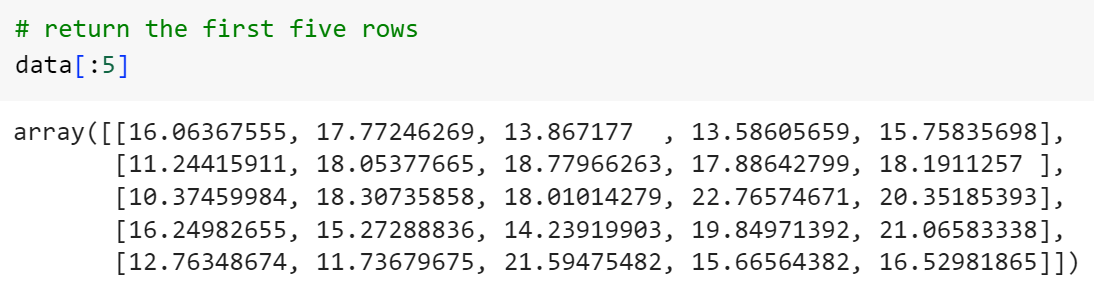 # return the first five rows
data[:5]
array([[16.06367555, 17.77246269, 13.867177  , 13.58605659, 15.75835698],
       [11.24415911, 18.05377665, 18.77966263, 17.88642799, 18.1911257 ],
       [10.37459984, 18.30735858, 18.01014279, 22.76574671, 20.35185393],
       [16.24982655, 15.27288836, 14.23919903, 19.84971392, 21.06583338],
       [12.76348674, 11.73679675, 21.59475482, 15.66564382, 16.52981865]])